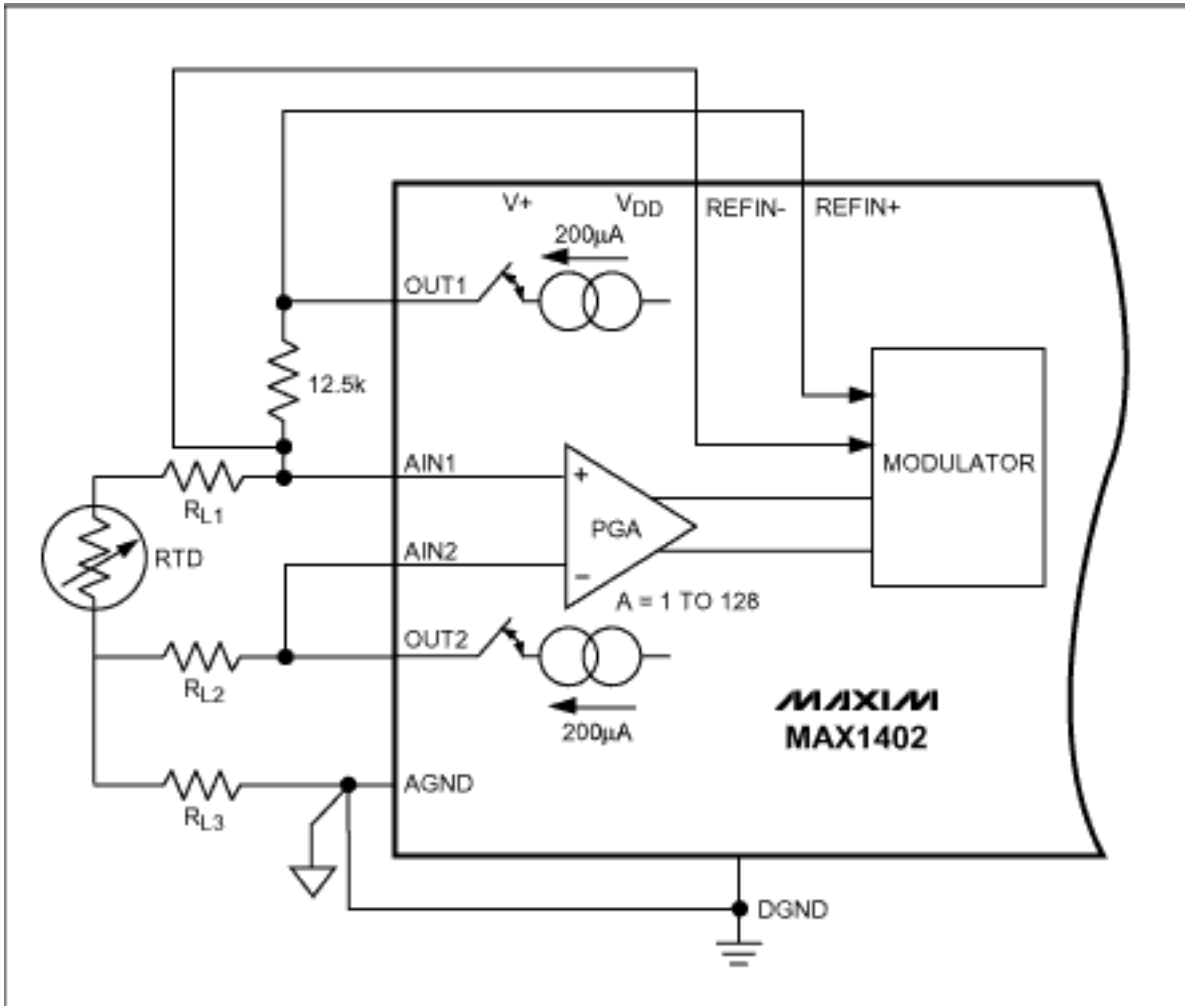 V+
VDD
REFIN-
REFIN+
200µA
OUT1
12.5k
AIN1
+
MODULATOR
RL1
PGA
RTD
AIN2
−
A = 1 TO 128
OUT2
RL2
200µA
MAXIM
MAX1402
AGND
RL3
DGND